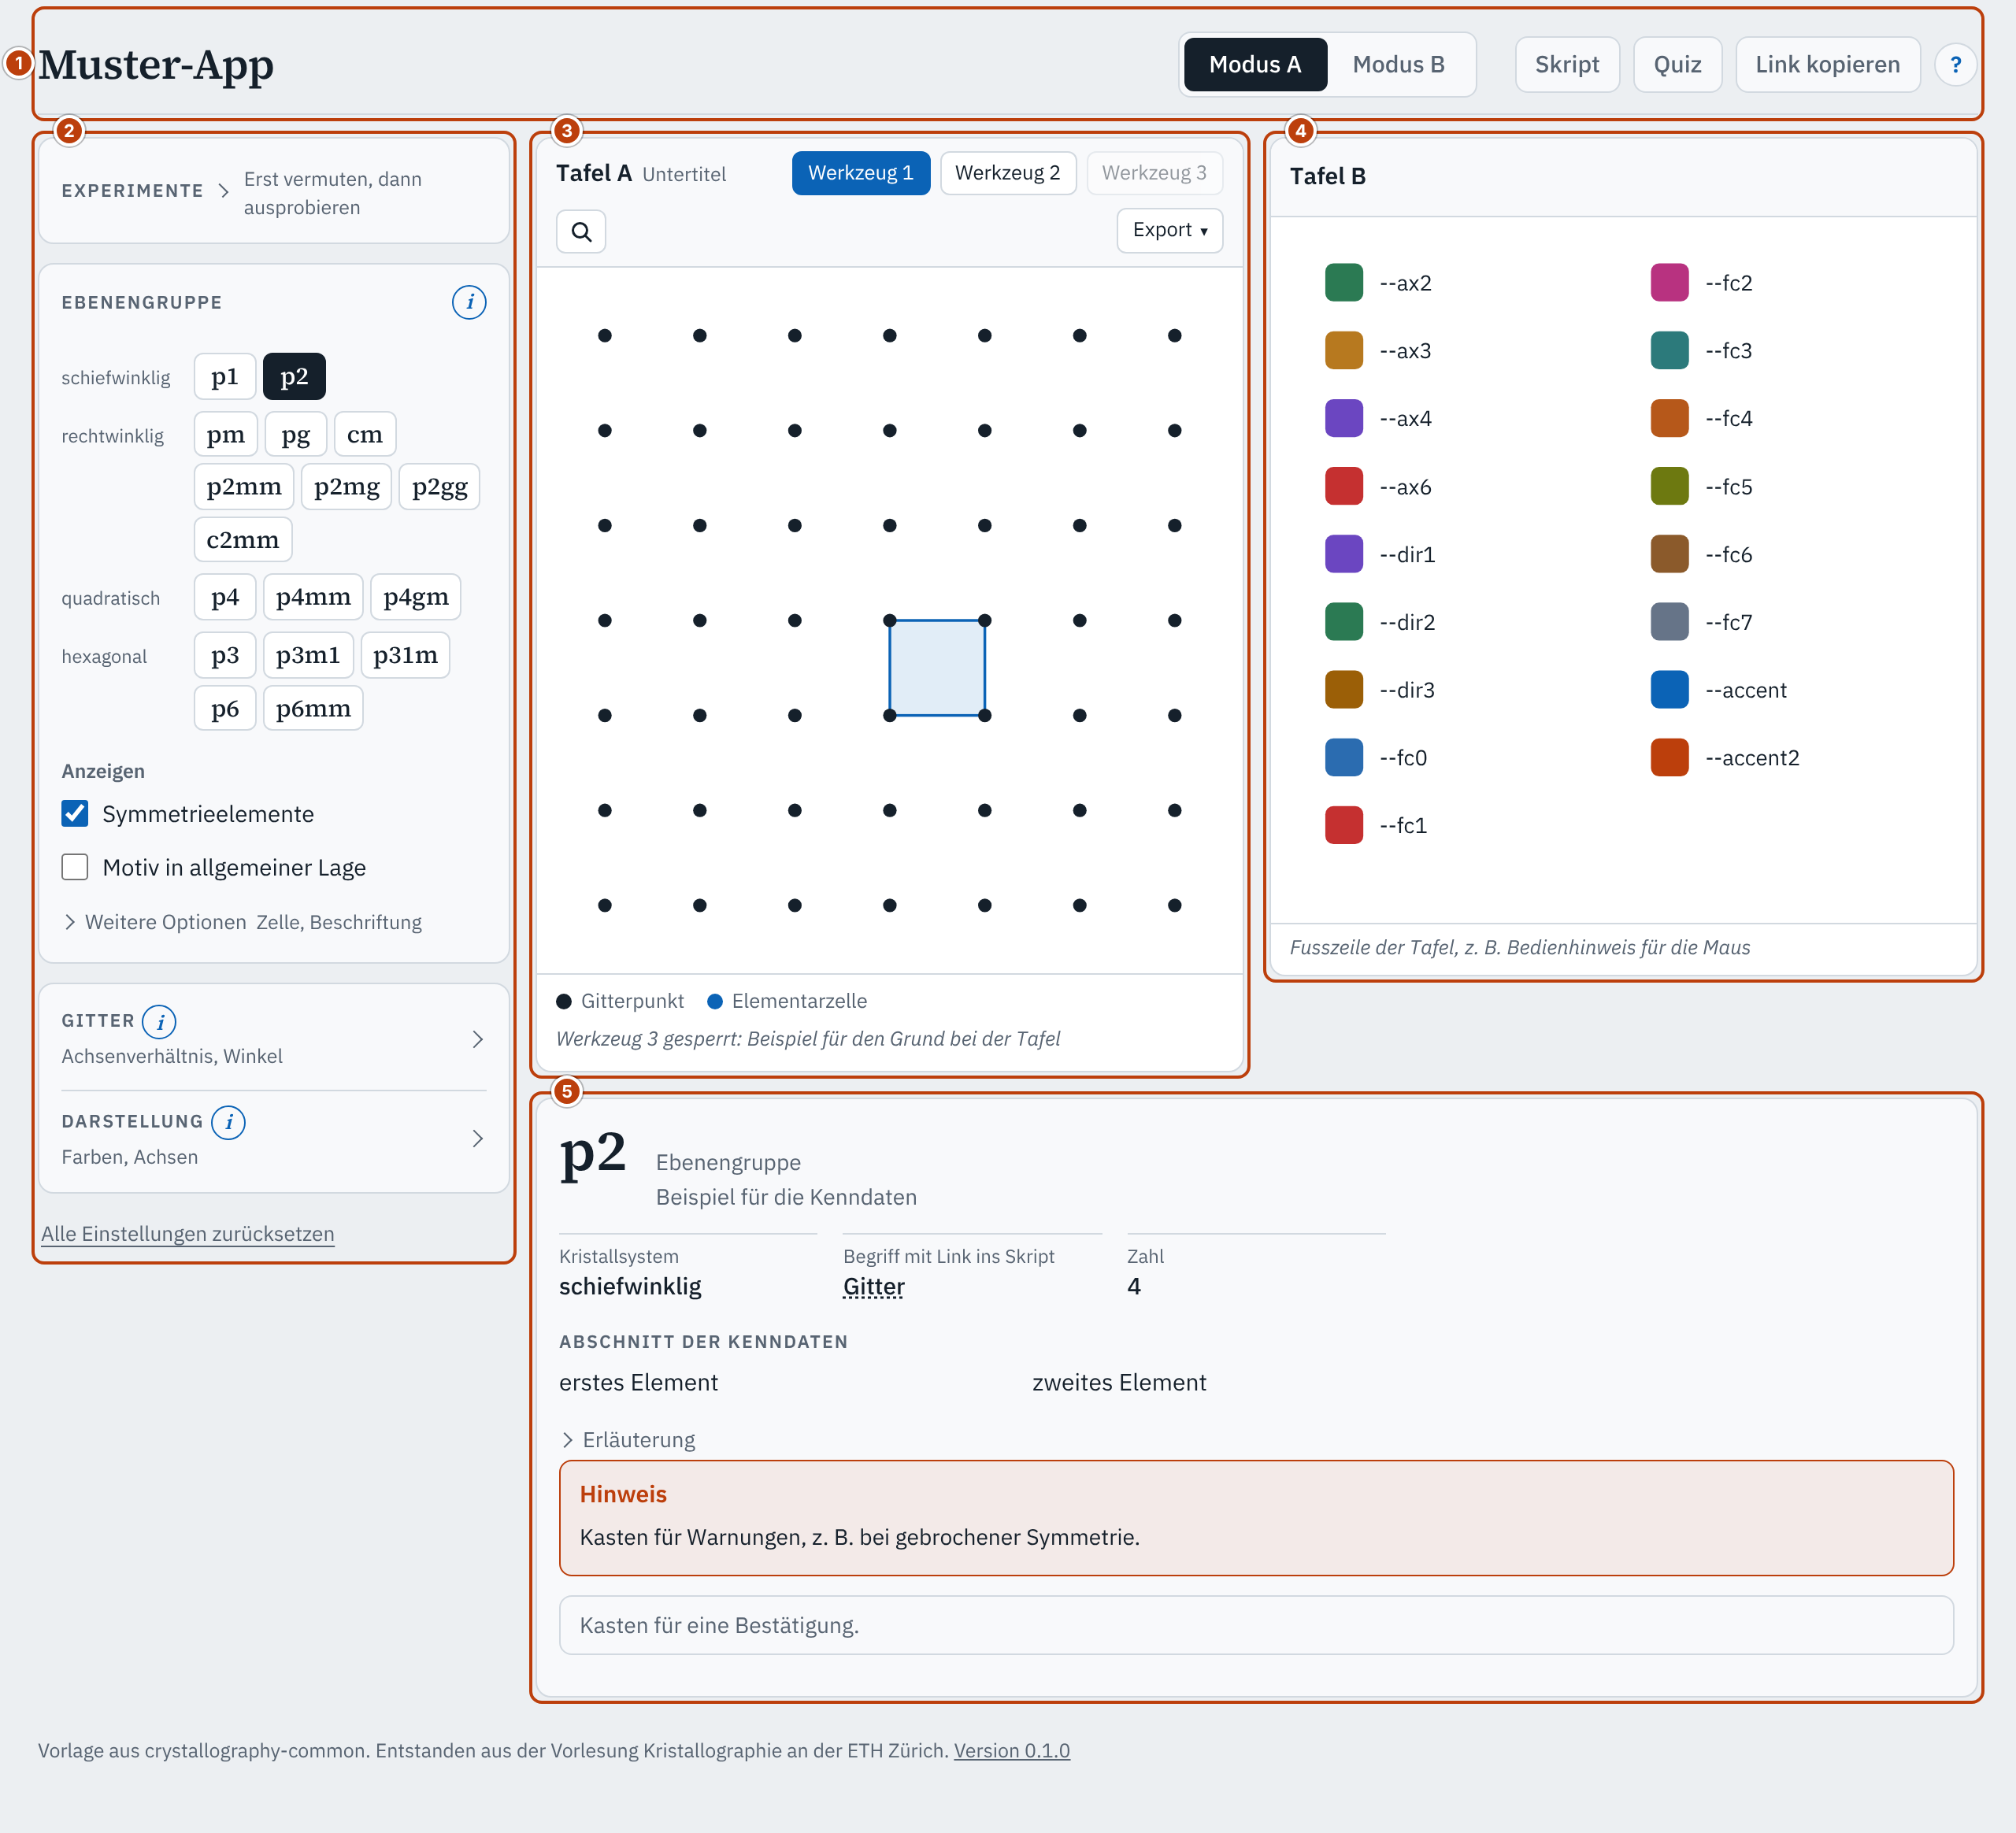 1
Muster-App
Modus A
Modus B
Skript
Quiz
Link kopieren
?
2
EXPERIMENTE
Erst vermuten, dann
ausprobieren
EBENENGRUPPE
i
schiefwinklig
p1 p2
rechtwinklig
pm pg cm
p2mm p2mg p2gg
c2mm
quadratisch
p4 p4mm p4gm
hexagonal
p3 p3m1 p31m
p6 p6mm
Anzeigen
Symmetrieelemente
Motiv in allgemeiner Lage
Weitere Optionen Zelle, Beschriftung
GITTER i
Achsenverhältnis, Winkel
DARSTELLUNG i
Farben, Achsen
Alle Einstellungen zurücksetzen
3
Tafel A Untertitel
Werkzeug 1
Werkzeug 2
Werkzeug 3
Export ▾
Gitterpunkt
Elementarzelle
Werkzeug 3 gesperrt: Beispiel für den Grund bei der Tafel
4
Tafel B
--ax2
--ax3
--ax4
--ax6
--dir1
--dir2
--dir3
--fc0
--fc1
--fc2
--fc3
--fc4
--fc5
--fc6
--fc7
--accent
--accent2
Fusszeile der Tafel, z. B. Bedienhinweis für die Maus
5
p2
Ebenengruppe
Beispiel für die Kenndaten
Kristallsystem
schiefwinklig
Begriff mit Link ins Skript
Gitter
Zahl
4
ABSCHNITT DER KENNDATEN
erstes Element
zweites Element
Erläuterung
Hinweis
Kasten für Warnungen, z. B. bei gebrochener Symmetrie.
Kasten für eine Bestätigung.
Vorlage aus crystallography-common. Entstanden aus der Vorlesung Kristallographie an der ETH Zürich. Version 0.1.0